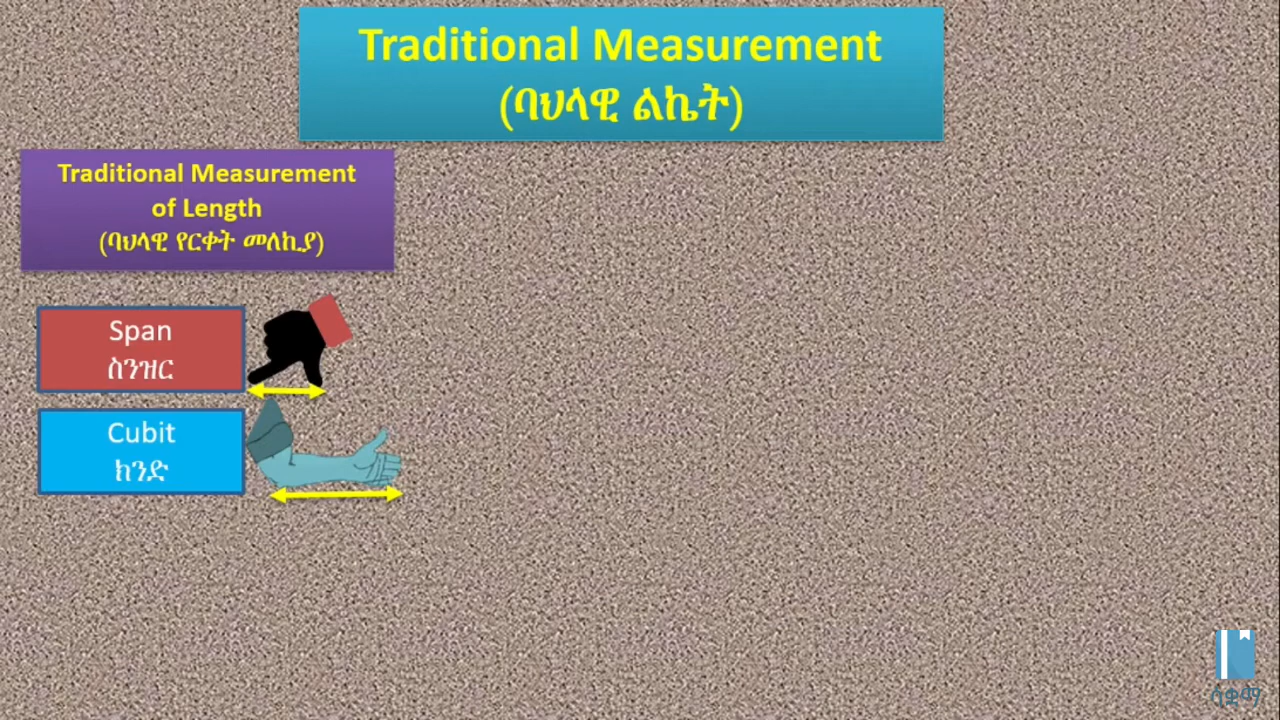 Traditional Measurement
(ባህላዊ ልኬት)
Traditional Measurement
of Length
(ባህላዊ የርቀት መለኪያ)
Span
ስንዝር
Cubit
ክንድ